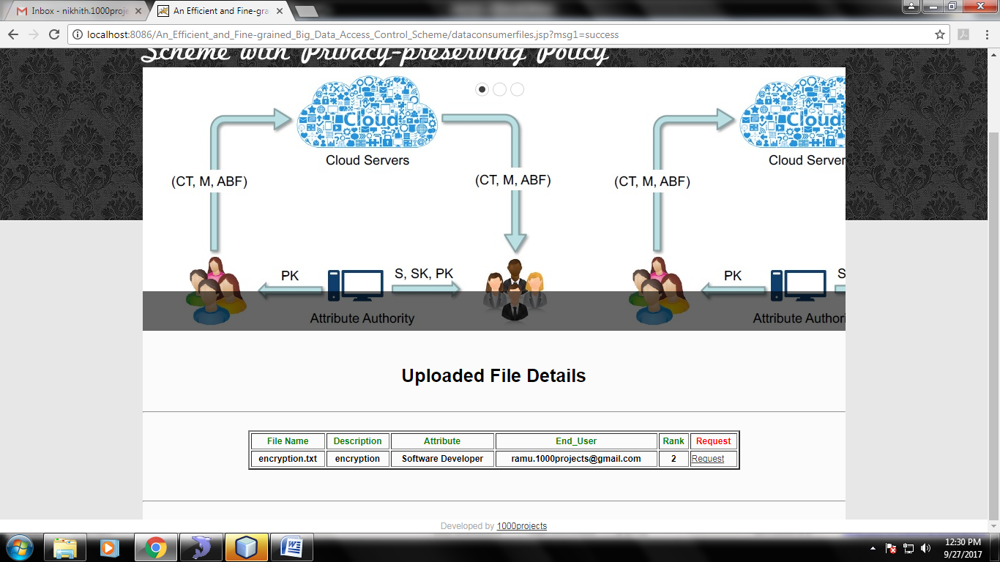 Inbox - nikhith.1000proje
An Efficient and Fine-gra
localhost:8086/An_Efficient_and_Fine-grained_Big_Data_Access_Control_Scheme/dataconsumerfiles.jsp?msg1=success
Scheme with Privacy-preserving Policy
Cloud Cloud
Cloud Servers Cloud Server
(CT, M, ABF) (CT, M, ABF) (CT, M, ABF)
PK S, SK, PK PK S
Attribute Authority Attribute Authori
Uploaded File Details
File Name Description Attribute End_User Rank Request
encryption.txt encryption Software Developer ramu.1000projects@gmail.com 2 Request
Developed by 1000projects
12:30 PM
9/27/2017